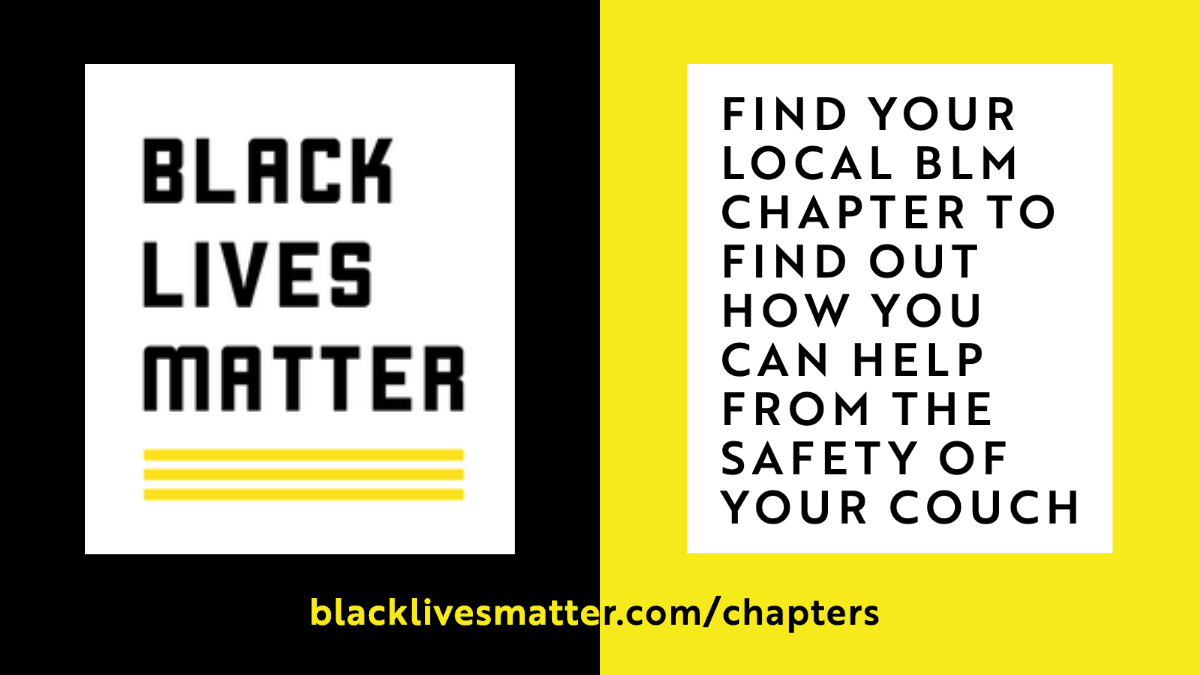 BLACK
LIVES
MATTER
FIND YOUR
LOCAL BLM
CHAPTER TO
FIND OUT
HOW YOU
CAN HELP
FROM THE
SAFETY OF
YOUR COUCH
blacklivesmatter.com/chapters